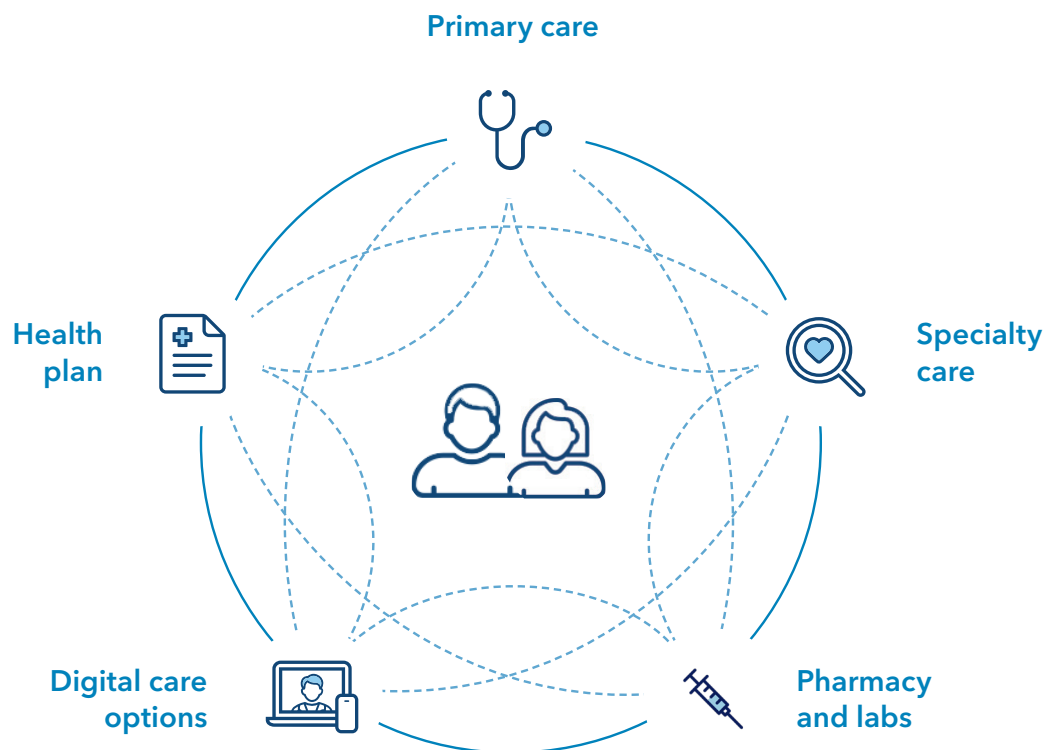 Primary care
Health
plan
Specialty
care
Digital care
options
Pharmacy
and labs